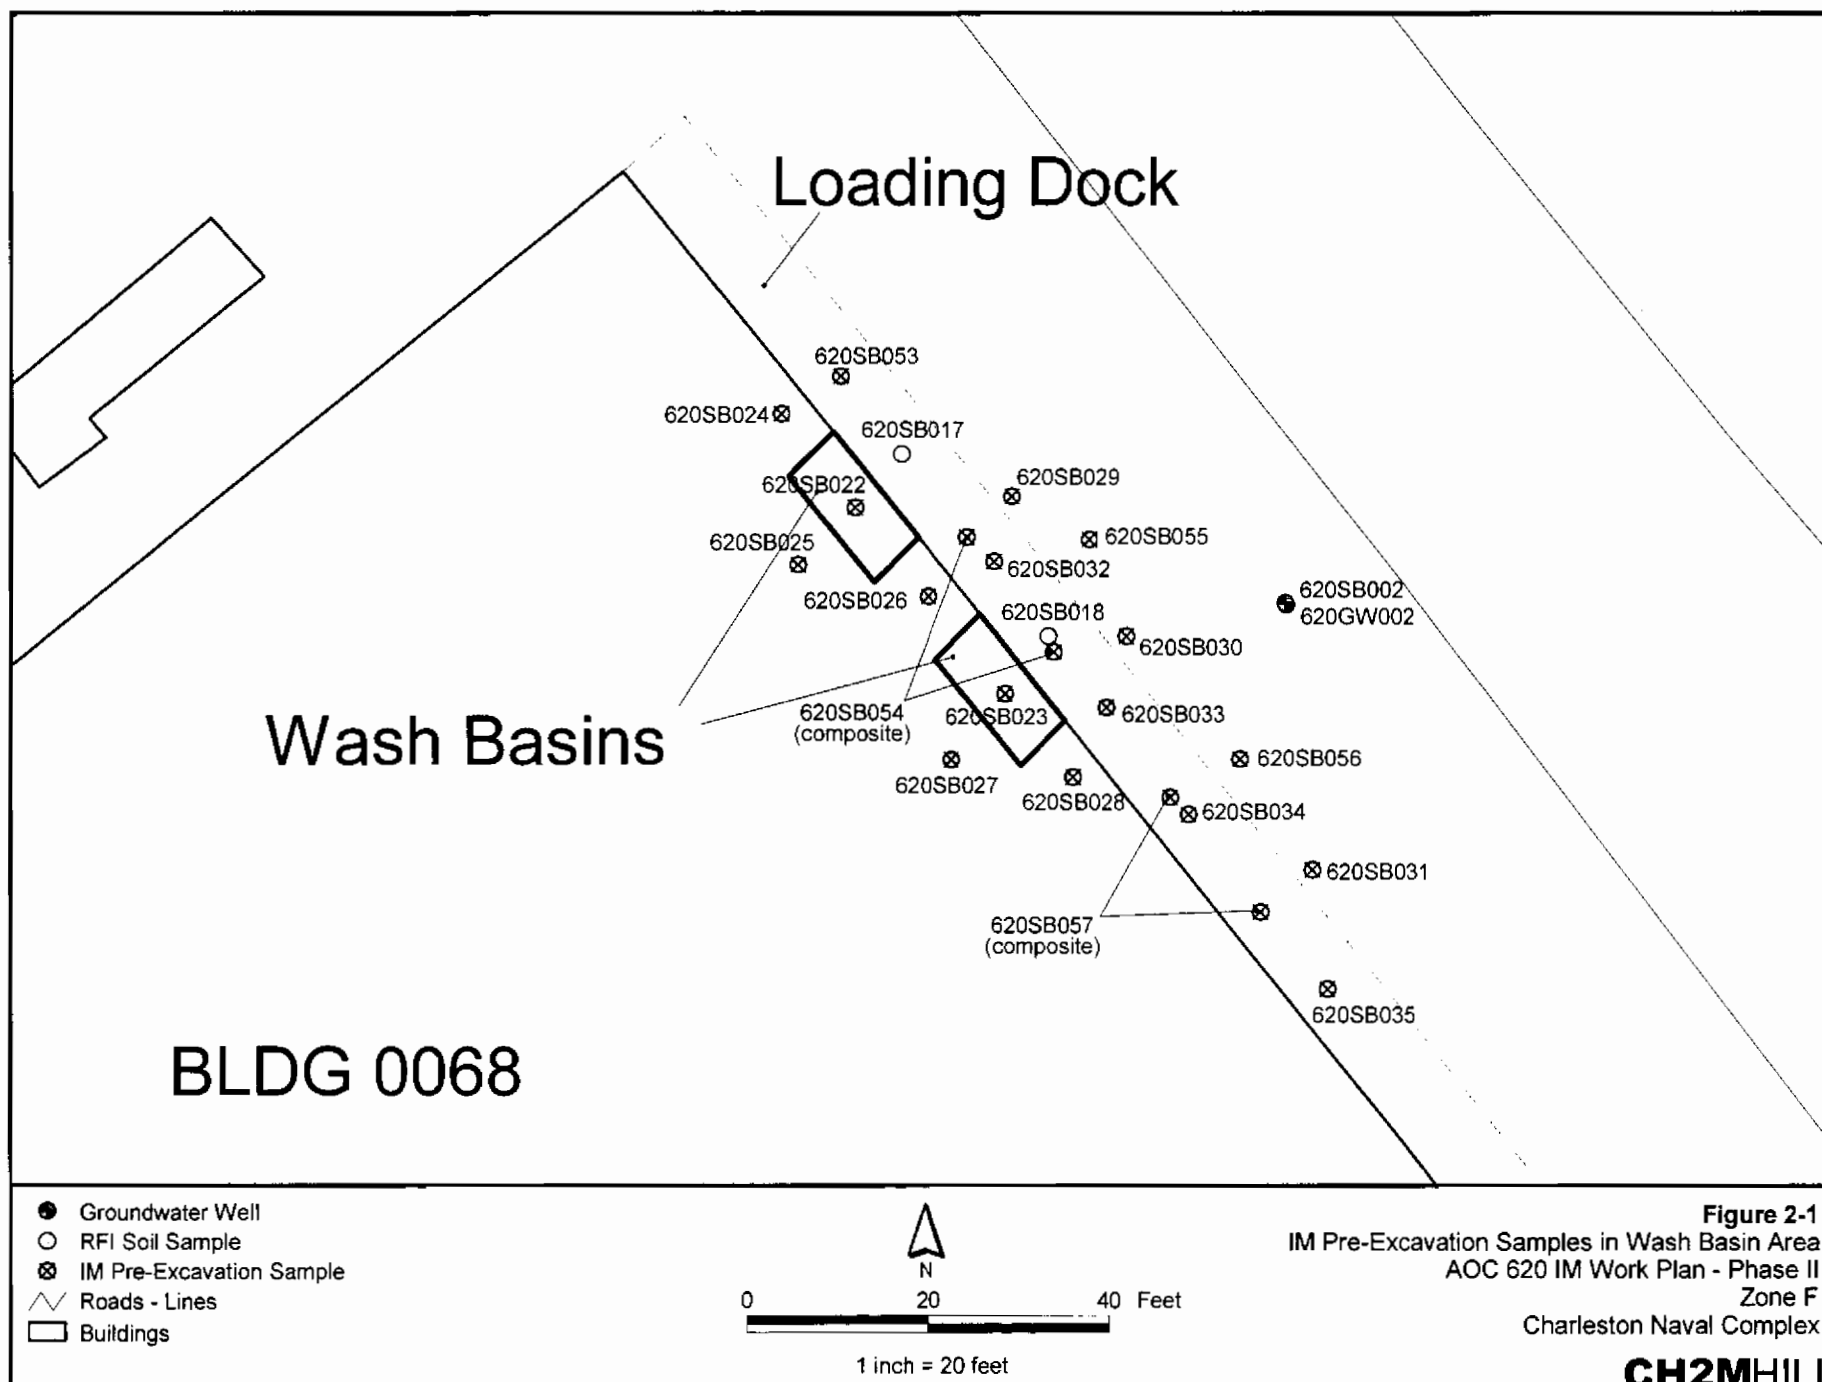 Loading Dock
620SB053
620SB024
620SB017
620SB022
620SB029
620SB025
620SB055
620SB032
620SB026
620SB002
620GW002
620SB018
620SB030
620SB054
(composite)
620SB023
620SB033
Wash Basins
620SB056
620SB027
620SB028
620SB034
620SB031
620SB057
(composite)
620SB035
BLDG 0068
Groundwater Well
RFI Soil Sample
IM Pre-Excavation Sample
Roads - Lines
Buildings
N
0 20 40 Feet
1 inch = 20 feet
Figure 2-1
IM Pre-Excavation Samples in Wash Basin Area
AOC 620 IM Work Plan - Phase II
Zone F
Charleston Naval Complex
CH2MHILL